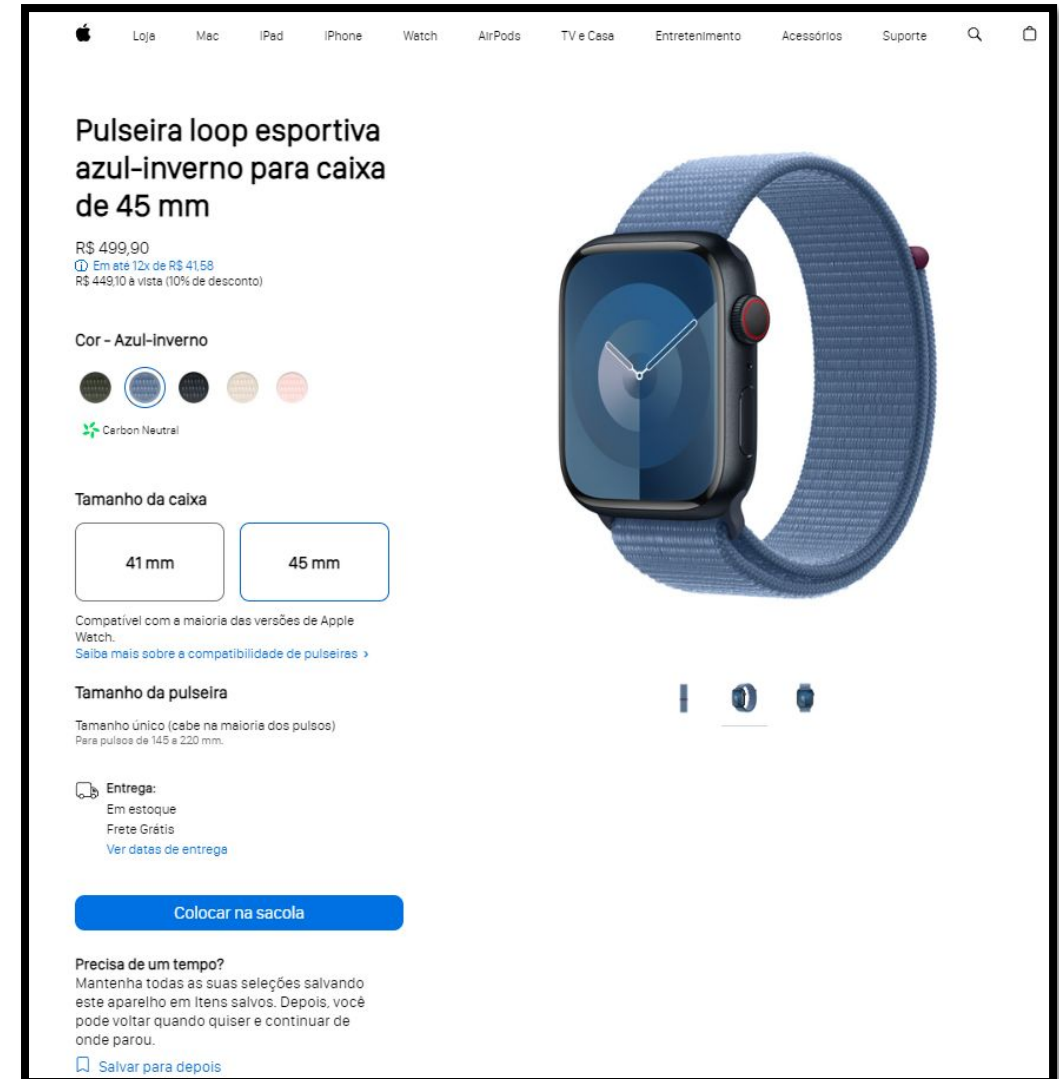 Loja Mac iPad iPhone Watch AirPods TV e Casa Entretenimento Acessórios Suporte
Pulseira loop esportiva
azul-inverno para caixa
de 45 mm
R$ 499,90
Em até 12x de R$ 41,58
R$ 449,10 à vista (10% de desconto)
Cor - Azul-inverno
Carbon Neutral
Tamanho da caixa
41 mm 45 mm
Compatível com a maioria das versões de Apple
Watch.
Saiba mais sobre a compatibilidade de pulseiras ›
Tamanho da pulseira
Tamanho único (cabe na maioria dos pulsos)
Para pulsos de 145 a 220 mm.
Entrega:
Em estoque
Frete Grátis
Ver datas de entrega
Colocar na sacola
Precisa de um tempo?
Mantenha todas as suas seleções salvando
este aparelho em Itens salvos. Depois, você
pode voltar quando quiser e continuar de
onde parou.
Salvar para depois